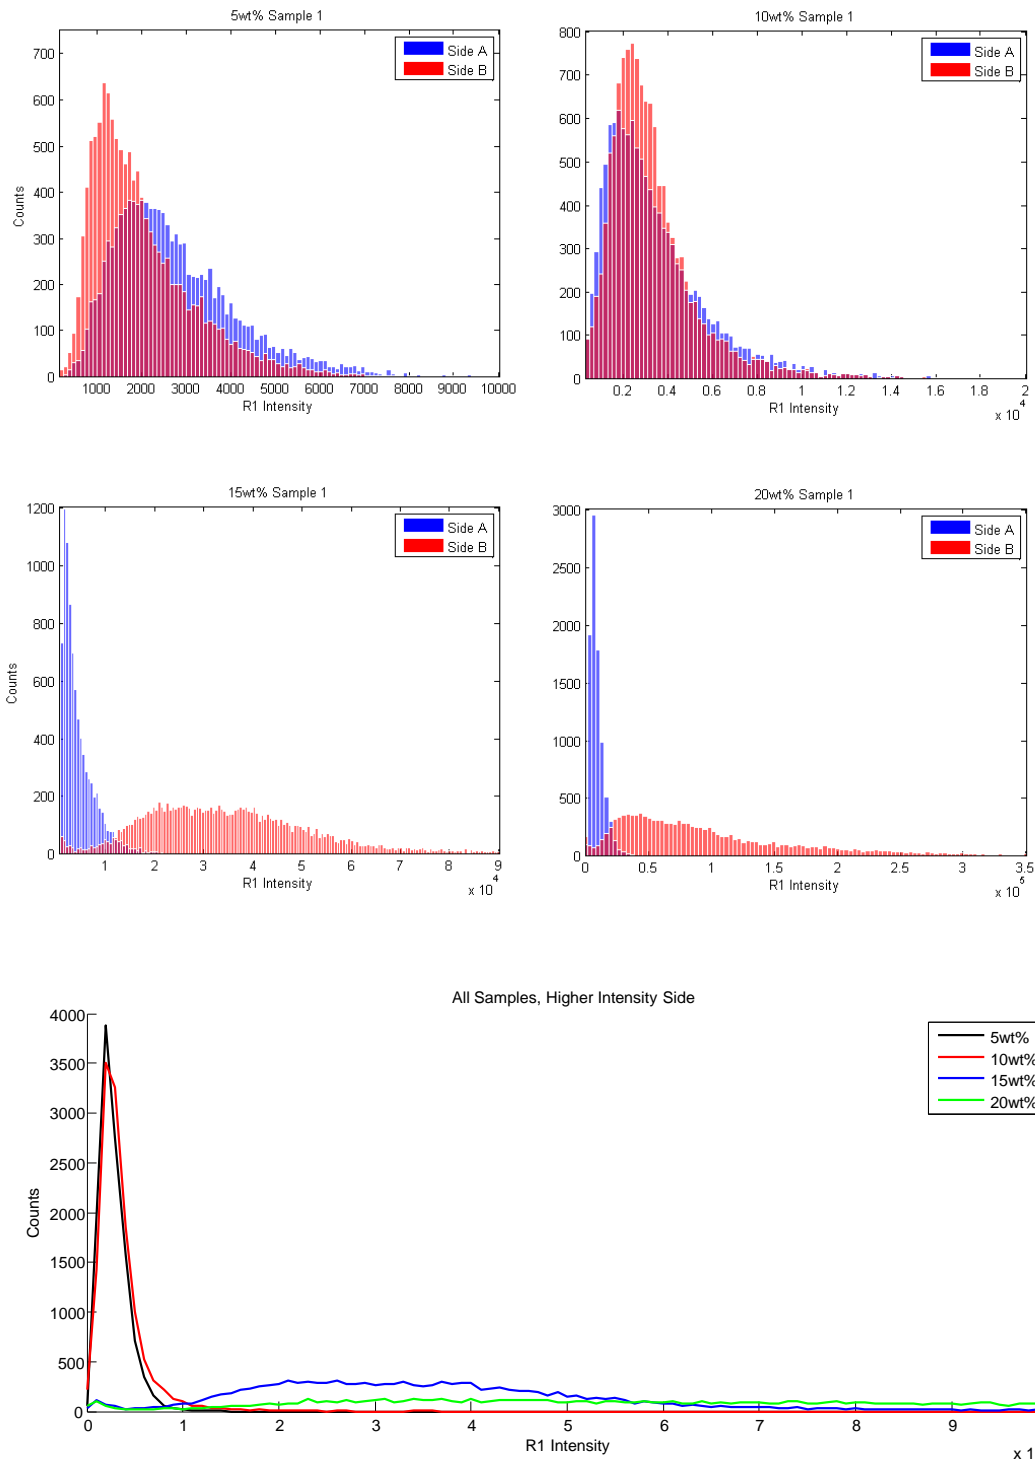 5wt% Sample 1
700
600
500
400
300
200
100
0
Counts
1000 2000 3000 4000 5000 6000 7000 8000 9000 10000
R1 Intensity
Side A
Side B
10wt% Sample 1
800
700
600
500
400
300
200
100
0
0.2 0.4 0.6 0.8 1 1.2 1.4 1.6 1.8 2
R1 Intensity
x 10^4
Side A
Side B
15wt% Sample 1
1200
1000
800
600
400
200
0
Counts
0 1 2 3 4 5 6 7 8 9
R1 Intensity
x 10^4
Side A
Side B
20wt% Sample 1
3000
2500
2000
1500
1000
500
0
0 0.5 1 1.5 2 2.5 3 3.5
R1 Intensity
x 10^5
Side A
Side B
All Samples, Higher Intensity Side
4000
3500
3000
2500
2000
1500
1000
500
0
Counts
0 1 2 3 4 5 6 7 8 9
R1 Intensity
x 1
5wt%
10wt%
15wt%
20wt%